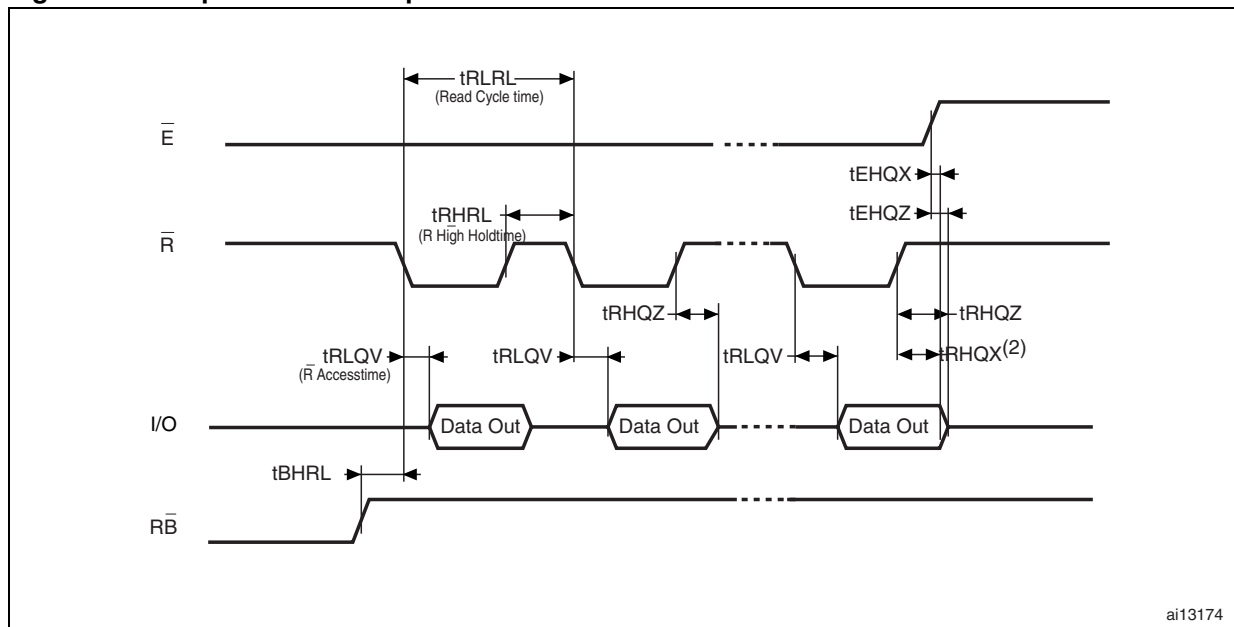 tRLRL
(Read Cycle time)
E̅
tEHQX
tEHQZ
tRHRL
(R̅ High Holdtime)
R̅
tRHQZ
tRHQZ
tRLQV
(R̅ Accesstime)
tRLQV
tRLQV
tRHQX(2)
I/O
Data Out
Data Out
Data Out
tBHRL
RB̅
ai13174